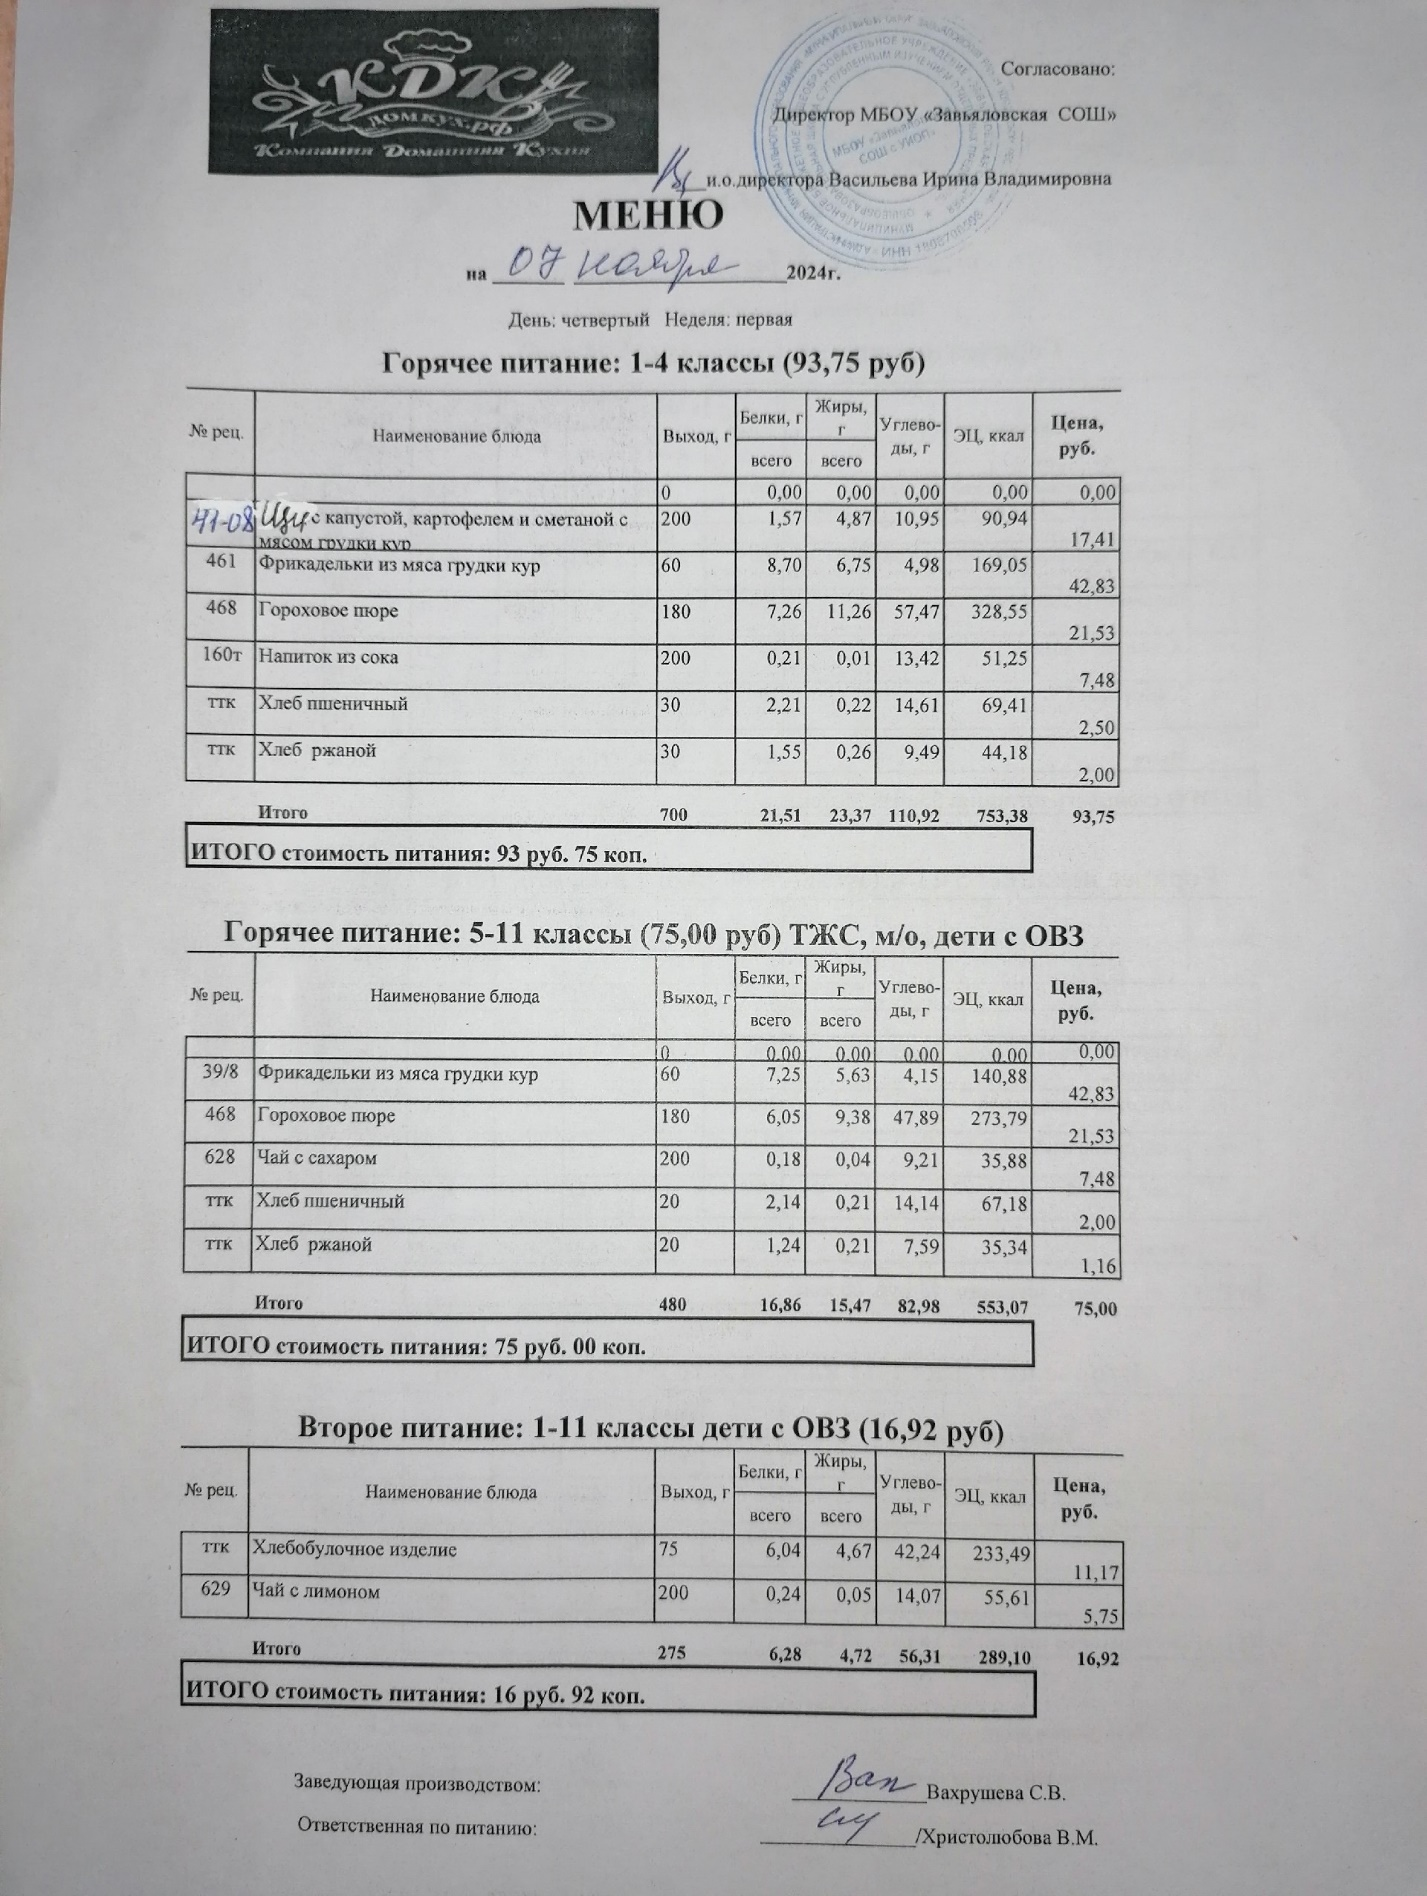 КДК
домкух.рф
Компания Домашняя Кухня
Согласовано:
Директор МБОУ «Завьяловская СОШ»
и.о.директора Васильева Ирина Владимировна
МБОУ «Завьяловская
СОШ с УИОП»
МЕНЮ
на 07 ноября 2024г.
День: четвертый Неделя: первая
Горячее питание: 1-4 классы (93,75 руб)
№ рец. Наименование блюда Выход, г Белки, г всего Жиры, г всего Углево-ды, г ЭЦ, ккал Цена, руб.
0 0,00 0,00 0,00 0,00 0,00
41-08 Щи с капустой, картофелем и сметаной с мясом грудки кур 200 1,57 4,87 10,95 90,94 17,41
461 Фрикадельки из мяса грудки кур 60 8,70 6,75 4,98 169,05 42,83
468 Гороховое пюре 180 7,26 11,26 57,47 328,55 21,53
160т Напиток из сока 200 0,21 0,01 13,42 51,25 7,48
ттк Хлеб пшеничный 30 2,21 0,22 14,61 69,41 2,50
ттк Хлеб ржаной 30 1,55 0,26 9,49 44,18 2,00
Итого 700 21,51 23,37 110,92 753,38 93,75
ИТОГО стоимость питания: 93 руб. 75 коп.
Горячее питание: 5-11 классы (75,00 руб) ТЖС, м/о, дети с ОВЗ
№ рец. Наименование блюда Выход, г Белки, г всего Жиры, г всего Углево-ды, г ЭЦ, ккал Цена, руб.
0 0,00 0,00 0,00 0,00 0,00
39/8 Фрикадельки из мяса грудки кур 60 7,25 5,63 4,15 140,88 42,83
468 Гороховое пюре 180 6,05 9,38 47,89 273,79 21,53
628 Чай с сахаром 200 0,18 0,04 9,21 35,88 7,48
ттк Хлеб пшеничный 20 2,14 0,21 14,14 67,18 2,00
ттк Хлеб ржаной 20 1,24 0,21 7,59 35,34 1,16
Итого 480 16,86 15,47 82,98 553,07 75,00
ИТОГО стоимость питания: 75 руб. 00 коп.
Второе питание: 1-11 классы дети с ОВЗ (16,92 руб)
№ рец. Наименование блюда Выход, г Белки, г всего Жиры, г всего Углево-ды, г ЭЦ, ккал Цена, руб.
ттк Хлебобулочное изделие 75 6,04 4,67 42,24 233,49 11,17
629 Чай с лимоном 200 0,24 0,05 14,07 55,61 5,75
Итого 275 6,28 4,72 56,31 289,10 16,92
ИТОГО стоимость питания: 16 руб. 92 коп.
Заведующая производством: Вахрушева С.В.
Ответственная по питанию: /Христолюбова В.М.